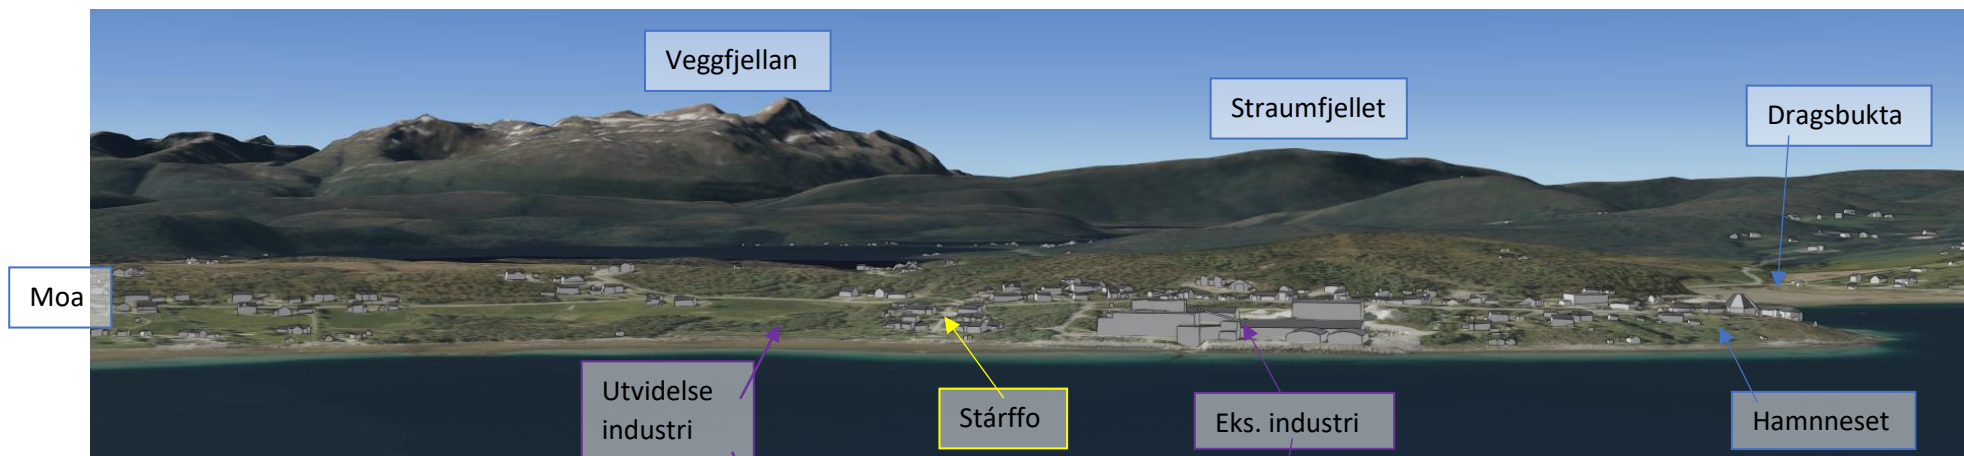 Veggfjellan
Straumfjellet
Dragsbukta
Moa
Utvidelse
industri
Stárffo
Eks. industri
Hamnneset